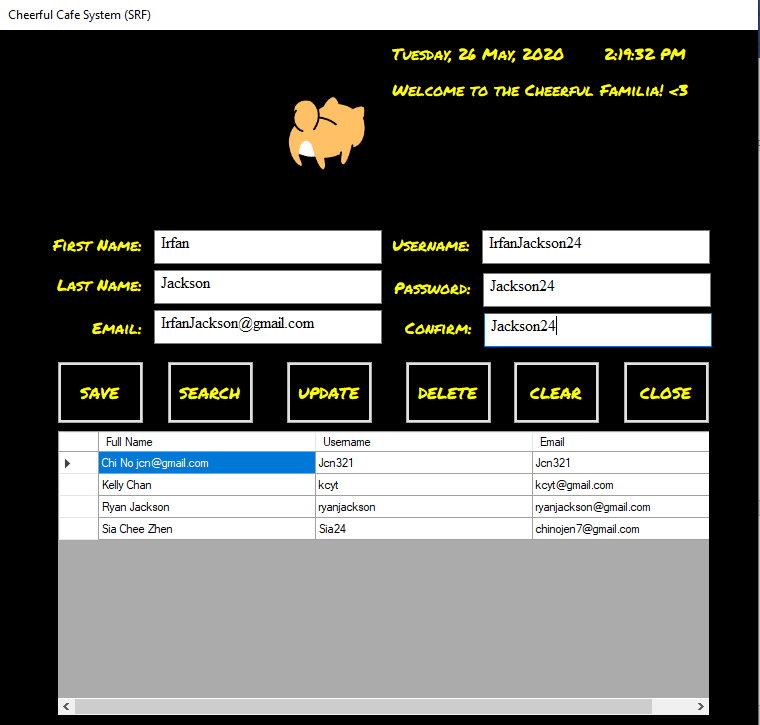 Cheerful Cafe System (SRF)
Tuesday, 26 May, 2020 2:19:32 PM
Welcome to the Cheerful Familia! <3
First Name: Irfan Username: IrfanJackson24
Last Name: Jackson Password: Jackson24
Email: IrfanJackson@gmail.com Confirm: Jackson24
SAVE SEARCH UPDATE DELETE CLEAR CLOSE
Full Name Username Email
Chi No jcn@gmail.com Jcn321 Jcn321
Kelly Chan kcyt kcyt@gmail.com
Ryan Jackson ryanjackson ryanjackson@gmail.com
Sia Chee Zhen Sia24 chinojen7@gmail.com